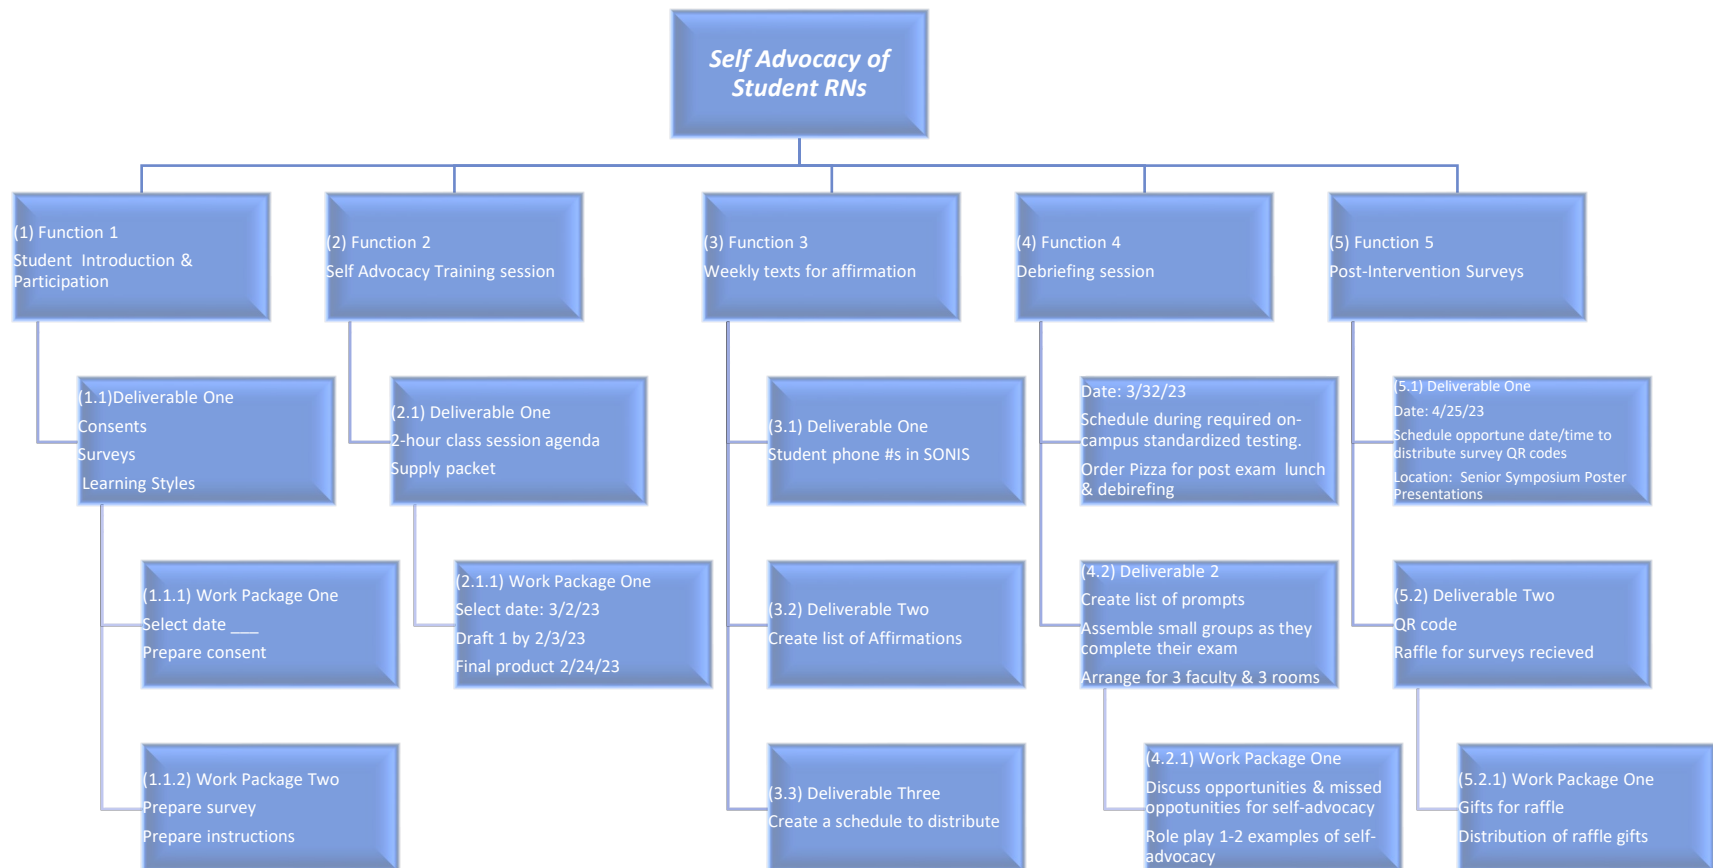 Self Advocacy of
Student RNs
(1) Function 1
Student  Introduction &
Participation
(1.1)Deliverable One
Consents
Surveys
Learning Styles
(1.1.1) Work Package One
Select date ___
Prepare consent
(1.1.2) Work Package Two
Prepare survey
Prepare instructions
(2) Function 2
Self Advocacy Training session
(2.1) Deliverable One
2-hour class session agenda
Supply packet
(2.1.1) Work Package One
Select date: 3/2/23
Draft 1 by 2/3/23
Final product 2/24/23
(3) Function 3
Weekly texts for affirmation
(3.1) Deliverable One
Student phone #s in SONIS
(3.2) Deliverable Two
Create list of Affirmations
(3.3) Deliverable Three
Create a schedule to distribute
(4) Function 4
Debriefing session
Date: 3/32/23
Schedule during required on-
campus standardized testing.
Order Pizza for post exam  lunch
& debirefing
(4.2) Deliverable 2
Create list of prompts
Assemble small groups as they
complete their exam
Arrange for 3 faculty & 3 rooms
(4.2.1) Work Package One
Discuss opportunities & missed
oppotunities for self-advocacy
Role play 1-2 examples of self-
advocacy
(5) Function 5
Post-Intervention Surveys
(5.1) Deliverable One
Date: 4/25/23
Schedule opportune date/time to
distribute survey QR codes
Location:  Senior Symposium Poster
Presentations
(5.2) Deliverable Two
QR code
Raffle for surveys recieved
(5.2.1) Work Package One
Gifts for raffle
Distribution of raffle gifts